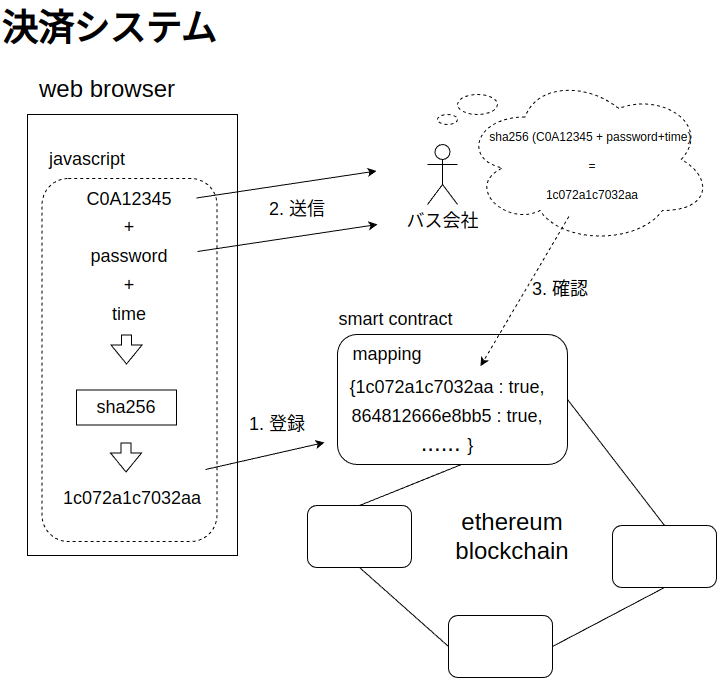 決済システム
web browser
javascript
C0A12345
+
password
+
time
sha256
1c072a1c7032aa
1. 登録
2. 送信
バス会社
sha256 (C0A12345 + password+time)
=
1c072a1c7032aa
3. 確認
smart contract
mapping
{1c072a1c7032aa : true,
864812666e8bb5 : true,
...... }
ethereum
blockchain